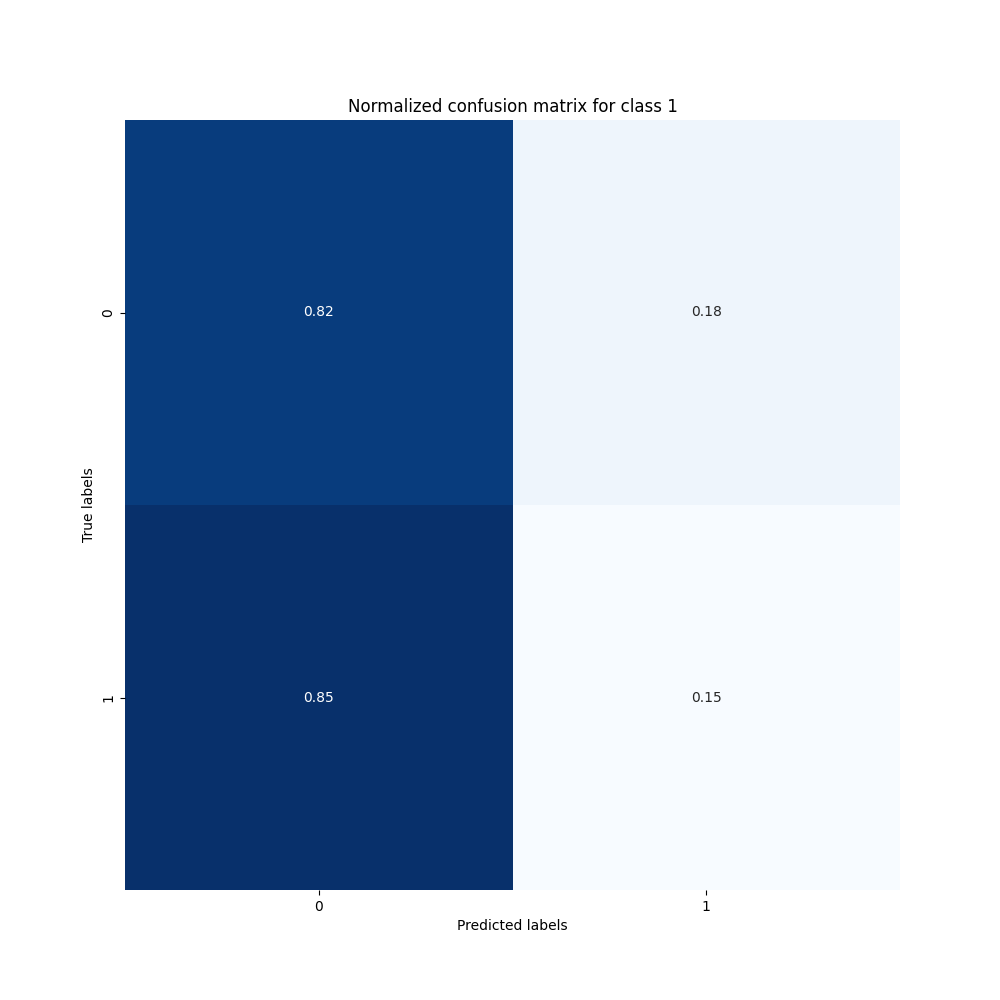 Normalized confusion matrix for class 1
0.82
0.18
0
True labels
0.85
0.15
1
0
1
Predicted labels